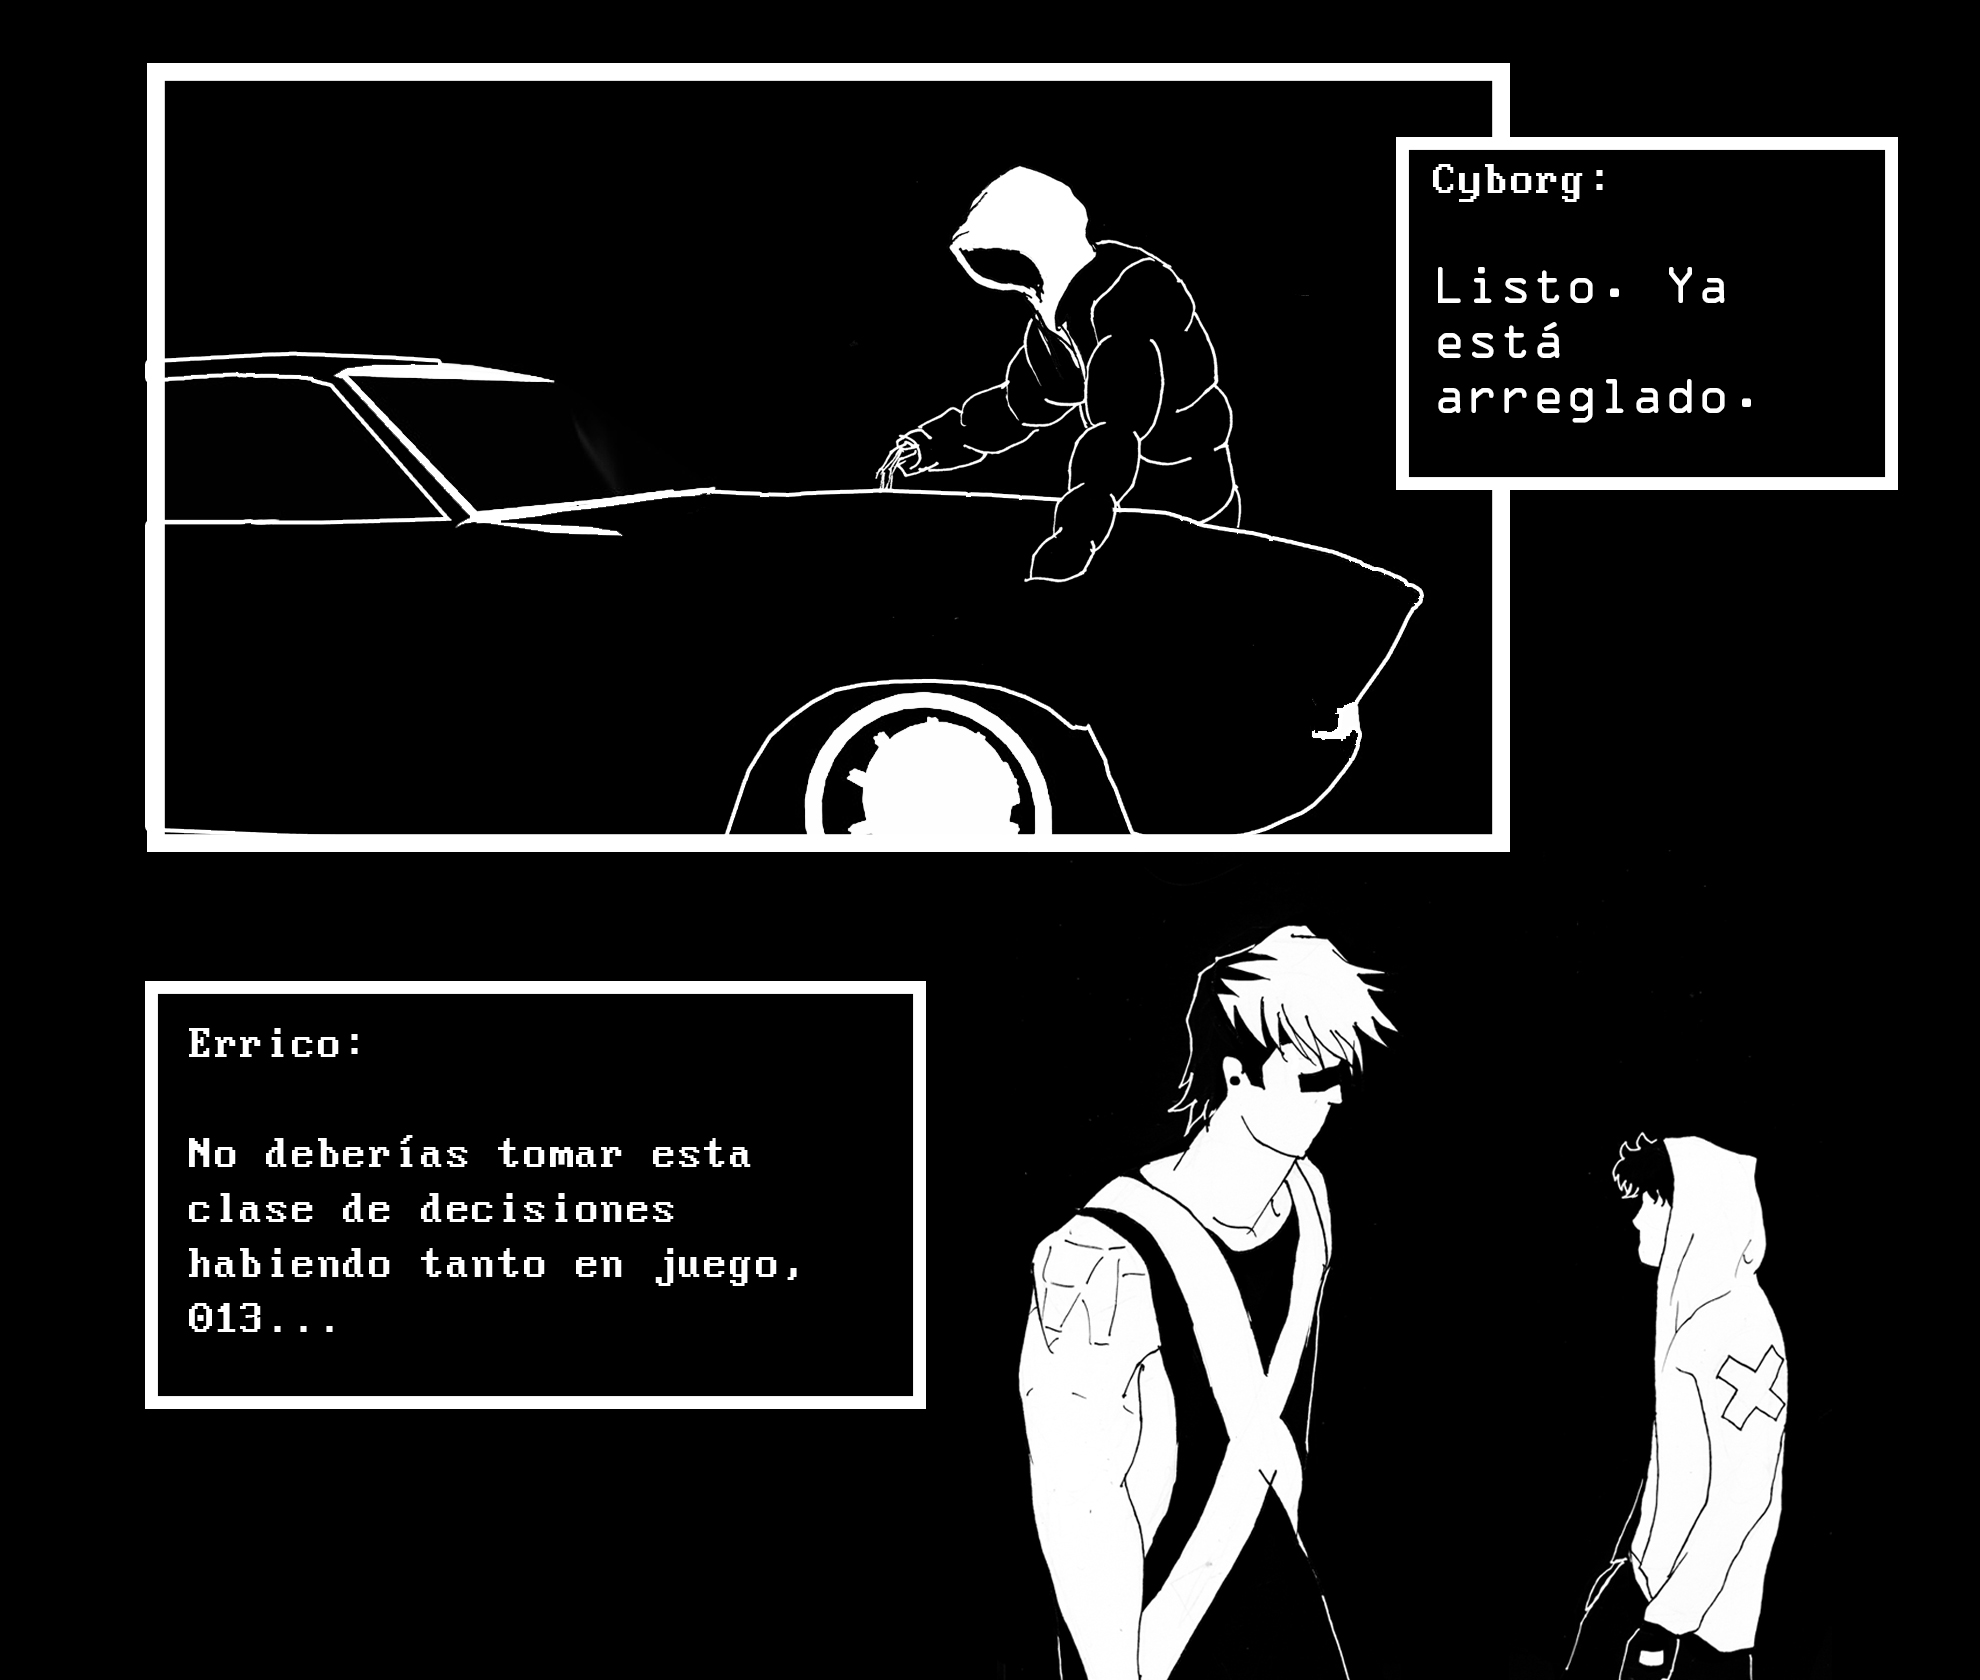 Cyborg:
Listo. Ya
está
arreglado.
Errico:
No deberías tomar esta
clase de decisiones
habiendo tanto en juego,
013...